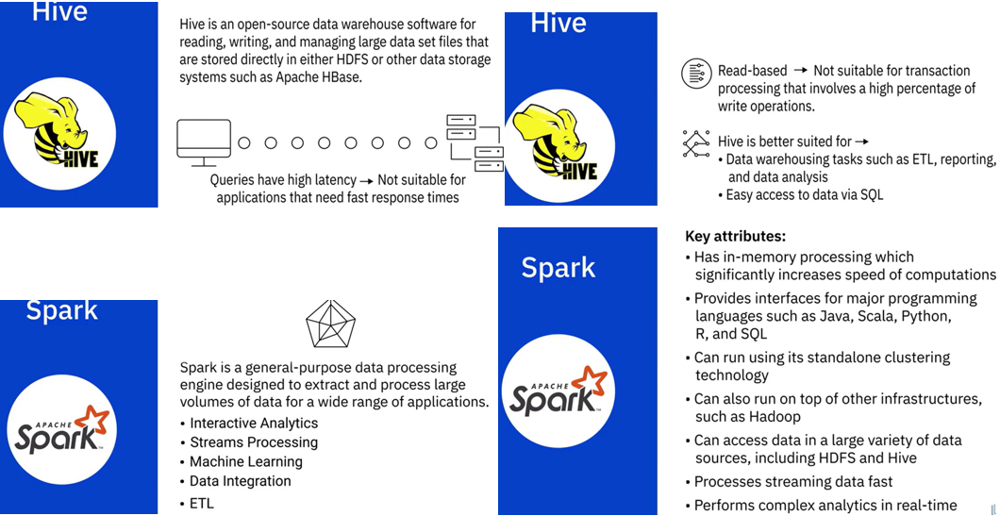 Hive
HIVE
Hive is an open-source data warehouse software for
reading, writing, and managing large data set files that
are stored directly in either HDFS or other data storage
systems such as Apache HBase.
Queries have high latency → Not suitable for
applications that need fast response times
Hive
HIVE
Read-based → Not suitable for transaction
processing that involves a high percentage of
write operations.
Hive is better suited for →
• Data warehousing tasks such as ETL, reporting,
and data analysis
• Easy access to data via SQL
Spark
APACHE
Spark™
Spark is a general-purpose data processing
engine designed to extract and process large
volumes of data for a wide range of applications.
• Interactive Analytics
• Streams Processing
• Machine Learning
• Data Integration
• ETL
Spark
APACHE
Spark™
Key attributes:
• Has in-memory processing which
significantly increases speed of computations
• Provides interfaces for major programming
languages such as Java, Scala, Python,
R, and SQL
• Can run using its standalone clustering
technology
• Can also run on top of other infrastructures,
such as Hadoop
• Can access data in a large variety of data
sources, including HDFS and Hive
• Processes streaming data fast
• Performs complex analytics in real-time